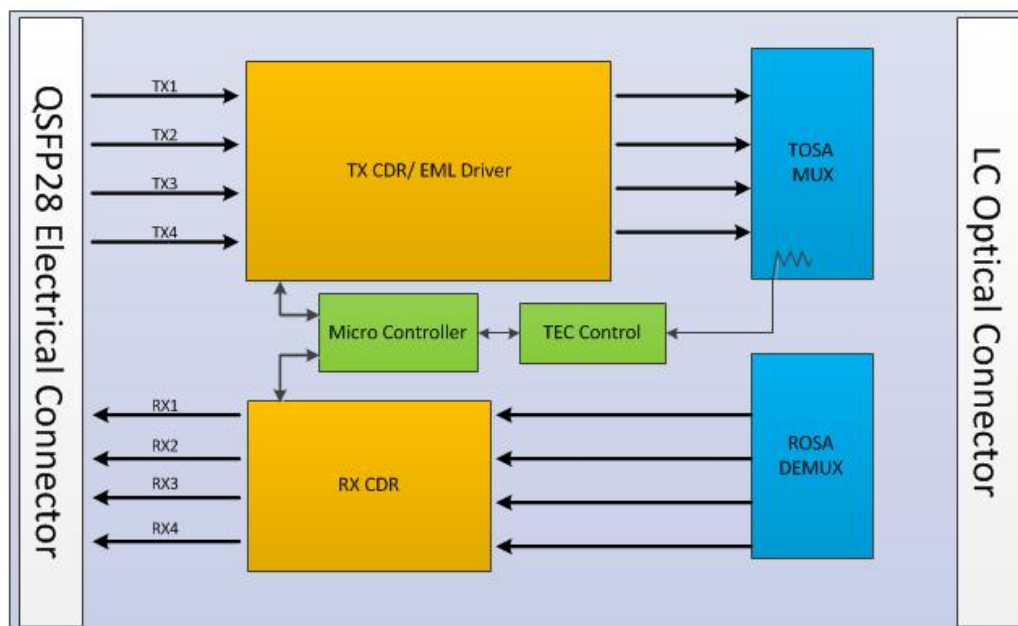 QSFP28 Electrical Connector
TX1
TX2
TX3
TX4
TX CDR/ EML Driver
TOSA
MUX
Micro Controller
TEC Control
RX1
RX2
RX3
RX4
RX CDR
ROSA
DEMUX
LC Optical Connector